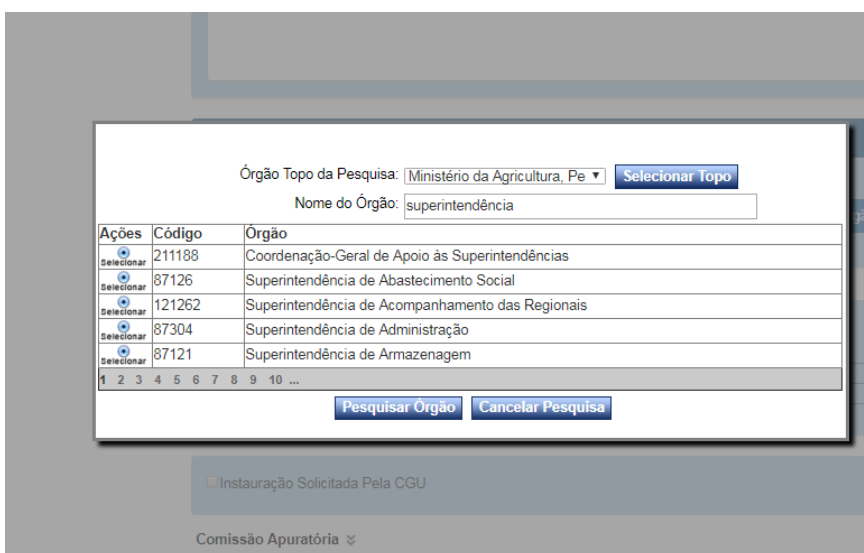 Órgão Topo da Pesquisa: Ministério da Agricultura, Pe Selecionar Topo
Nome do Órgão: superintendência
Ações Código Órgão
Selecionar 211188 Coordenação-Geral de Apoio às Superintendências
Selecionar 87126 Superintendência de Abastecimento Social
Selecionar 121262 Superintendência de Acompanhamento das Regionais
Selecionar 87304 Superintendência de Administração
Selecionar 87121 Superintendência de Armazenagem
1 2 3 4 5 6 7 8 9 10 ...
Pesquisar Órgão Cancelar Pesquisa
Instauração Solicitada Pela CGU
Comissão Apuratória